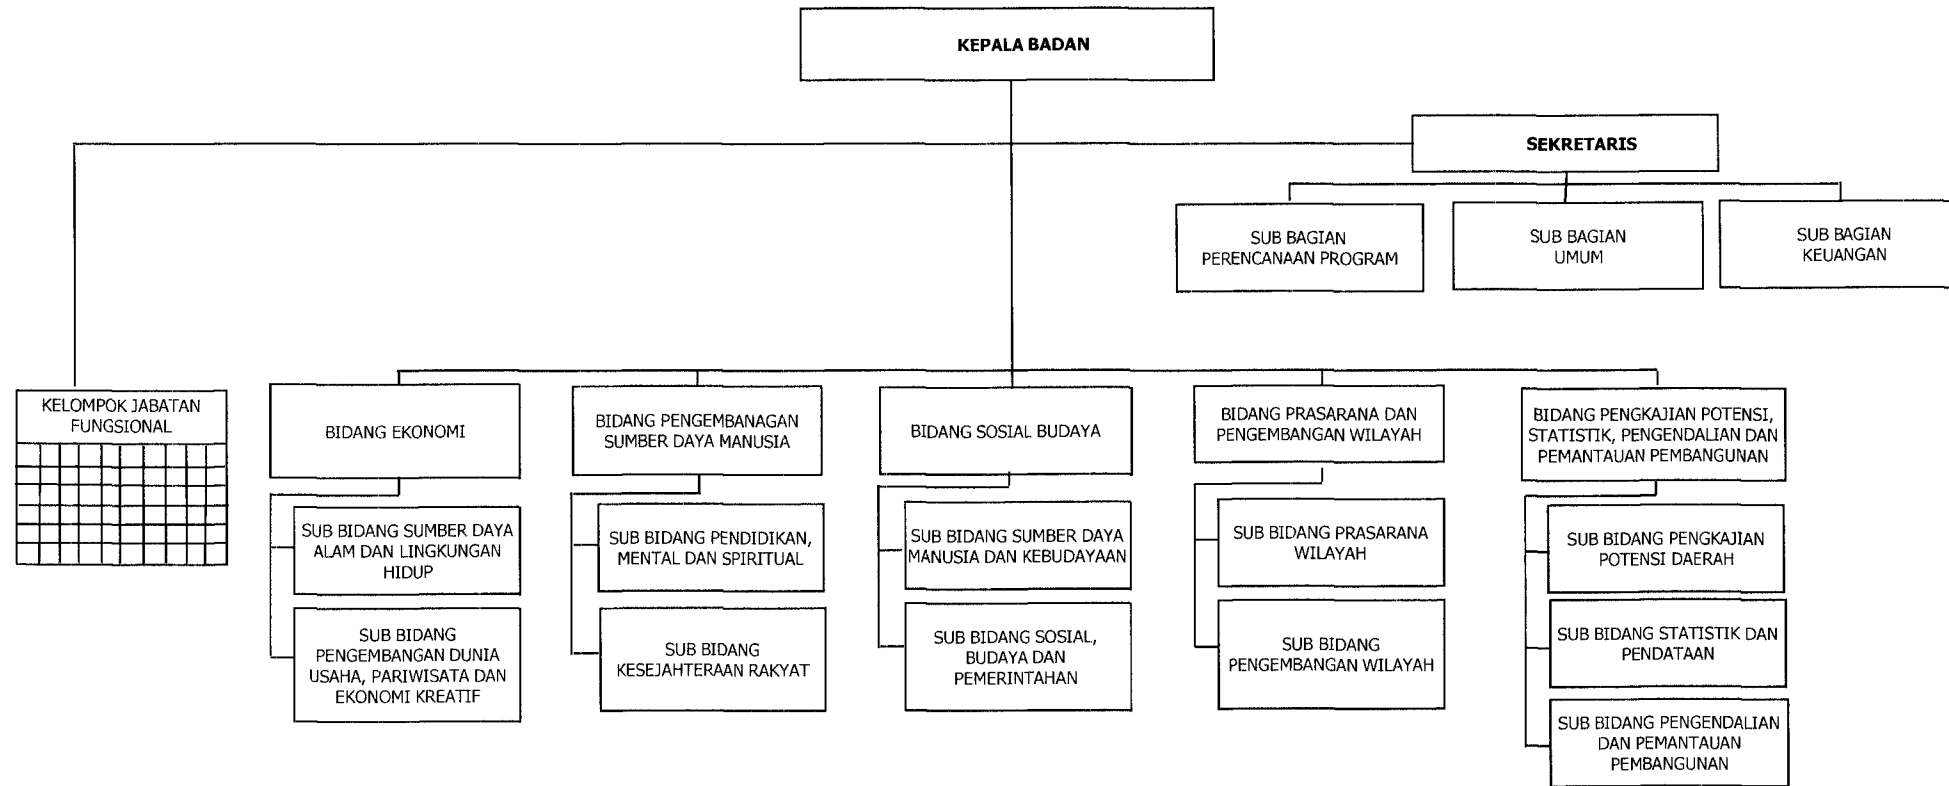 KEPALA BADAN
SEKRETARIS
SUB BAGIAN
PERENCANAAN PROGRAM
SUB BAGIAN
UMUM
SUB BAGIAN
KEUANGAN
KELOMPOK JABATAN
FUNGSIONAL
BIDANG EKONOMI
BIDANG PENGEMBANAGAN
SUMBER DAYA MANUSIA
BIDANG SOSIAL BUDAYA
BIDANG PRASARANA DAN
PENGEMBANGAN WILAYAH
BIDANG PENGKAJIAN POTENSI,
STATISTIK, PENGENDALIAN DAN
PEMANTAUAN PEMBANGUNAN
SUB BIDANG SUMBER DAYA
ALAM DAN LINGKUNGAN
HIDUP
SUB BIDANG
PENGEMBANGAN DUNIA
USAHA, PARIWISATA DAN
EKONOMI KREATIF
SUB BIDANG PENDIDIKAN,
MENTAL DAN SPIRITUAL
SUB BIDANG
KESEJAHTERAAN RAKYAT
SUB BIDANG SUMBER DAYA
MANUSIA DAN KEBUDAYAAN
SUB BIDANG SOSIAL,
BUDAYA DAN
PEMERINTAHAN
SUB BIDANG PRASARANA
WILAYAH
SUB BIDANG
PENGEMBANGAN WILAYAH
SUB BIDANG PENGKAJIAN
POTENSI DAERAH
SUB BIDANG STATISTIK DAN
PENDATAAN
SUB BIDANG PENGENDALIAN
DAN PEMANTAUAN
PEMBANGUNAN